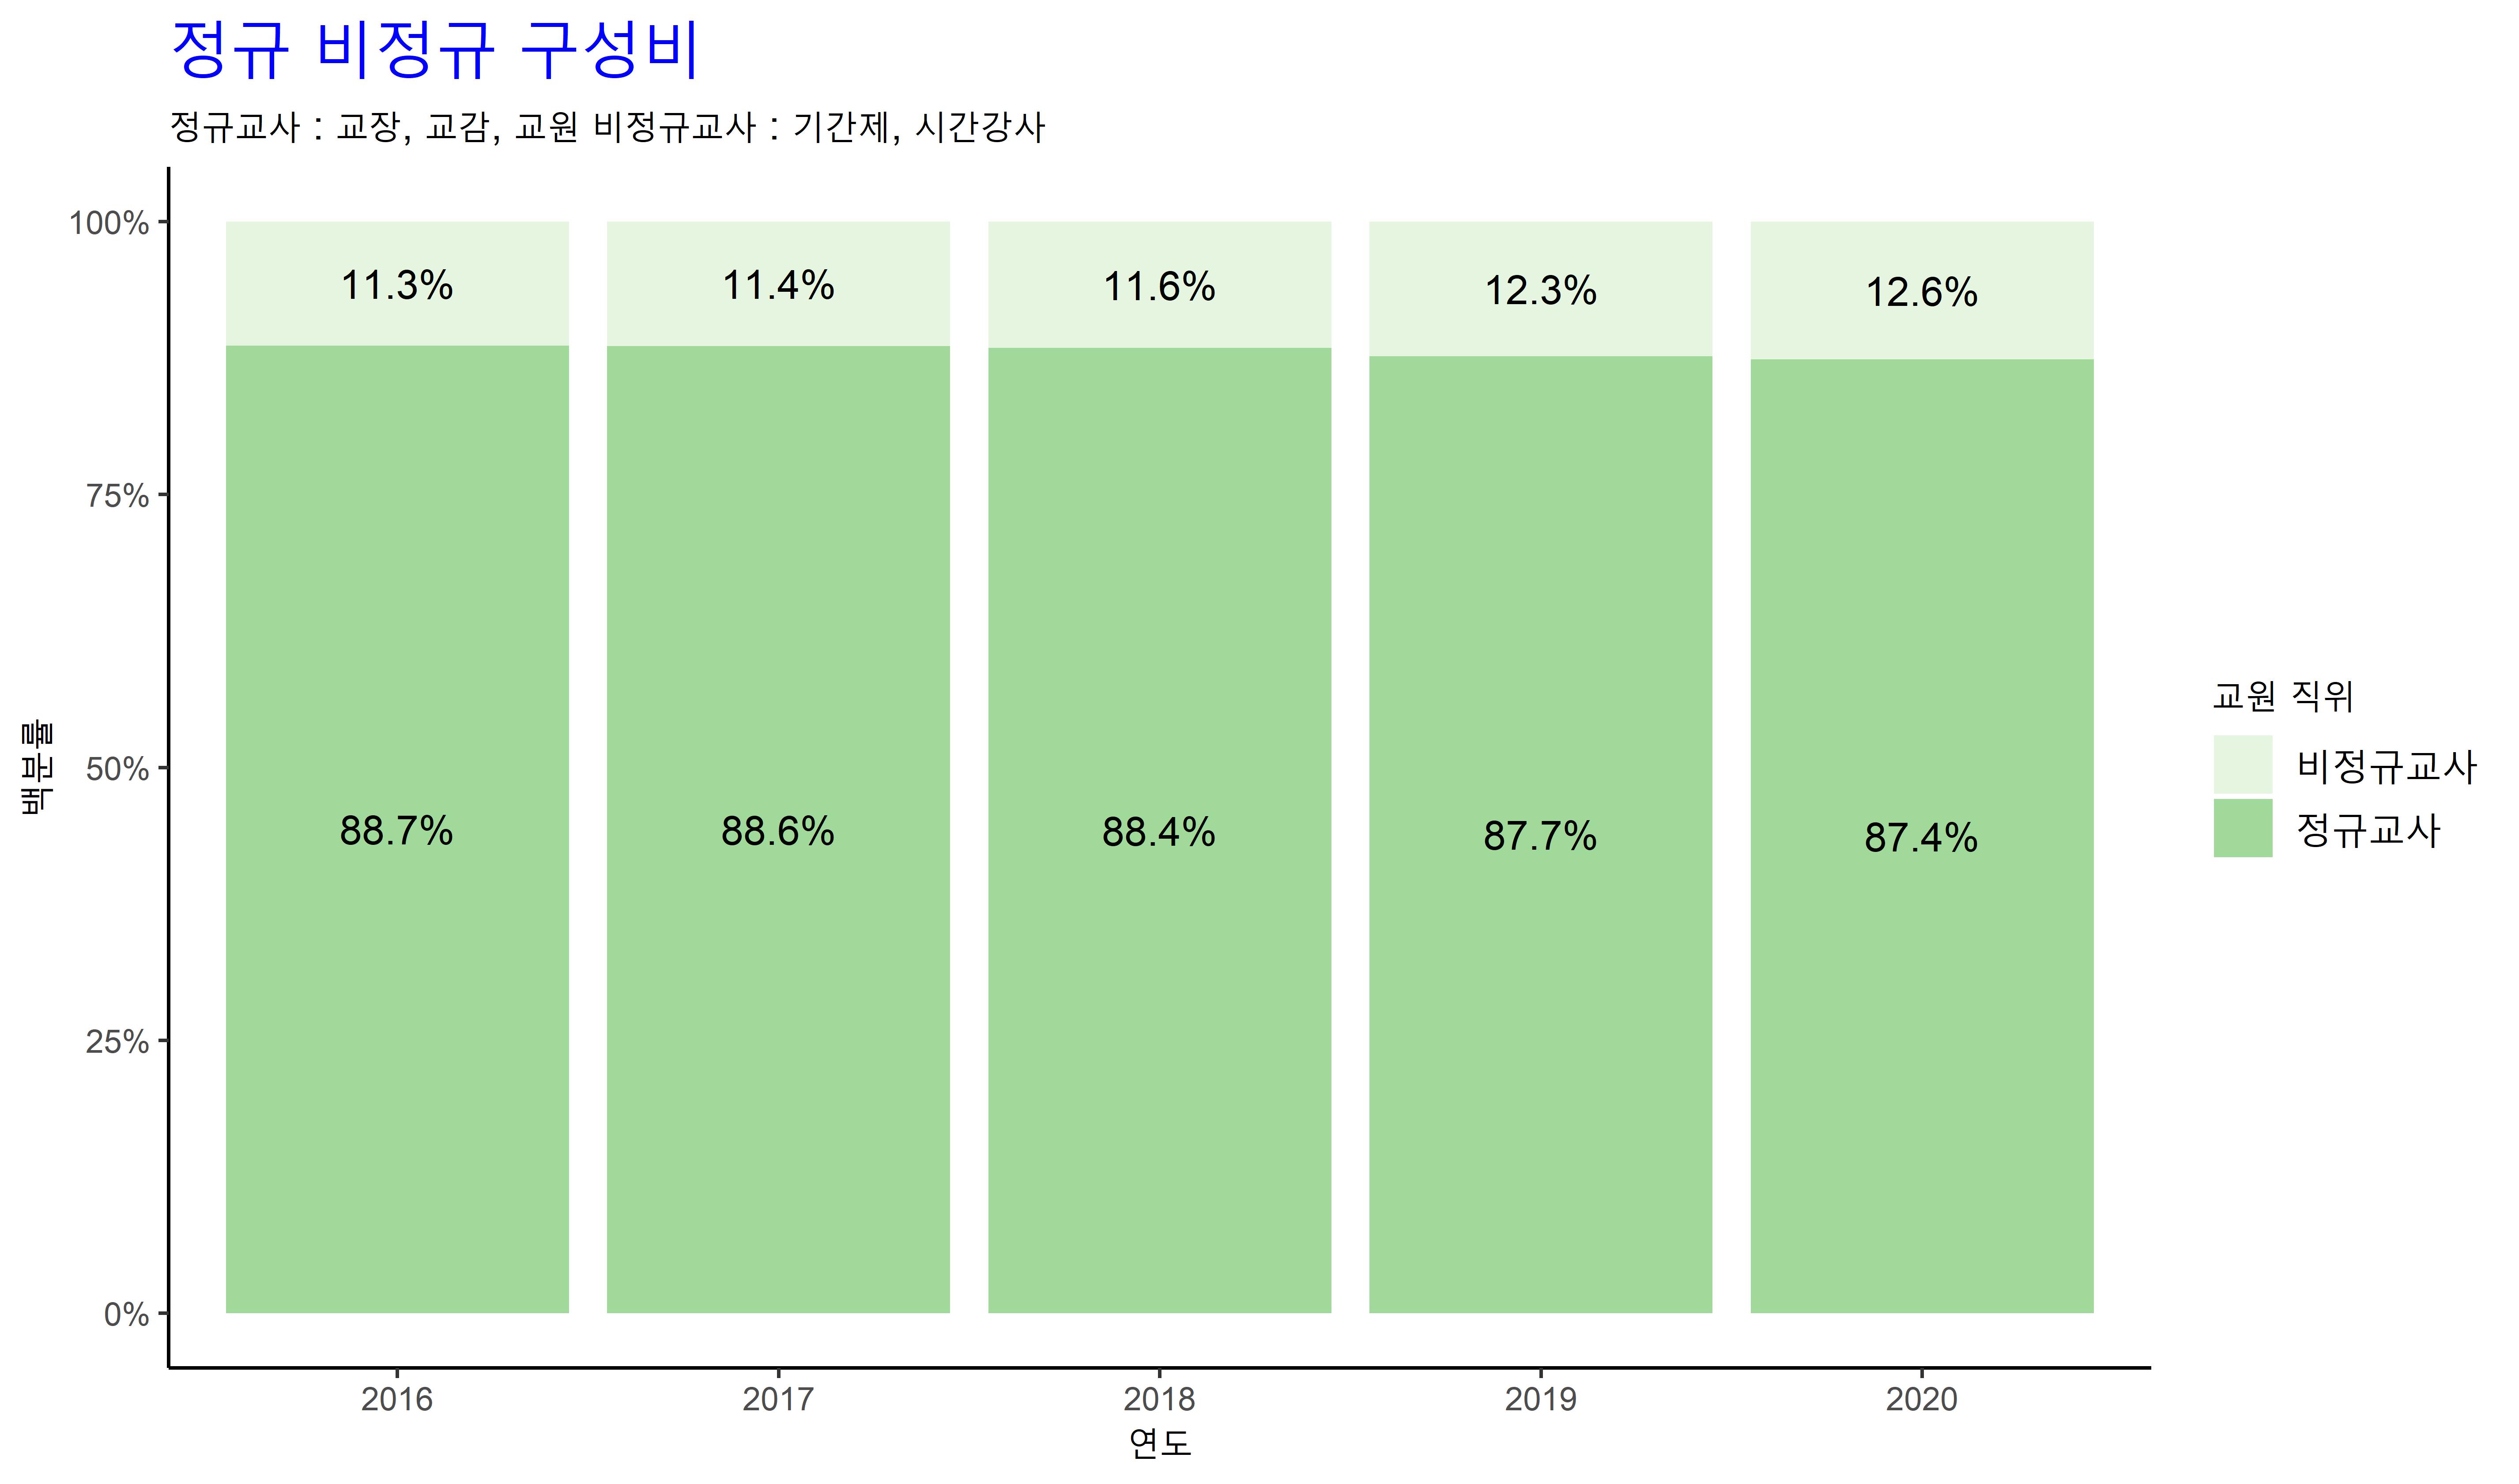 정규 비정규 구성비
정규교사 : 교장, 교감, 교원 비정규교사 : 기간제, 시간강사
100%
75%
50%
25%
0%
백분률
11.3%
11.4%
11.6%
12.3%
12.6%
88.7%
88.6%
88.4%
87.7%
87.4%
2016
2017
2018
2019
2020
연도
교원 직위
비정규교사
정규교사